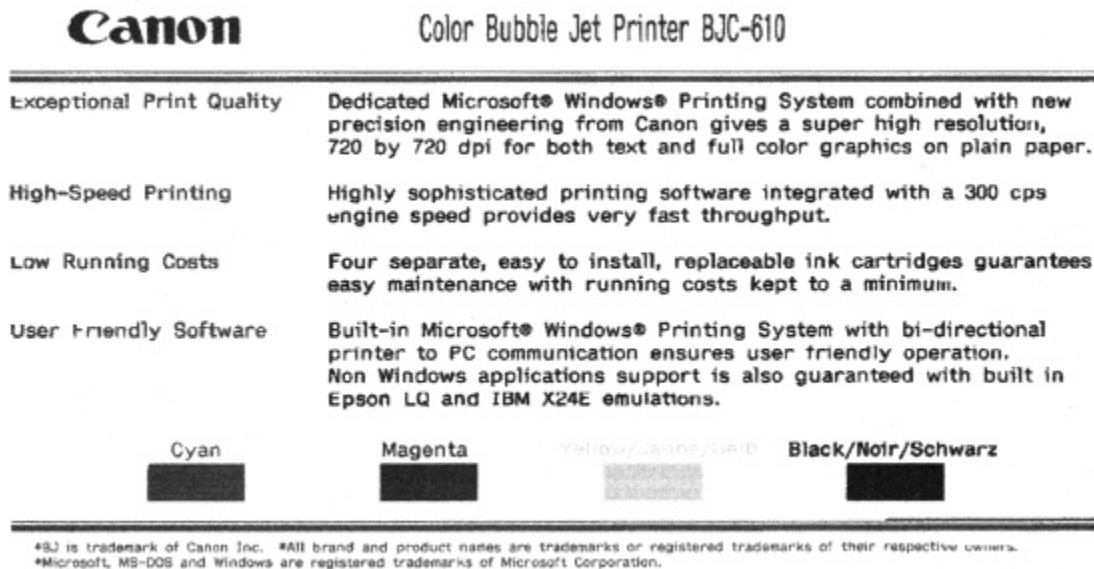 Canon Color Bubble Jet Printer BJC-610
Exceptional Print Quality Dedicated Microsoft® Windows® Printing System combined with new
precision engineering from Canon gives a super high resolution,
720 by 720 dpi for both text and full color graphics on plain paper.
High-Speed Printing Highly sophisticated printing software integrated with a 300 cps
engine speed provides very fast throughput.
Low Running Costs Four separate, easy to install, replaceable ink cartridges guarantees
easy maintenance with running costs kept to a minimum.
User Friendly Software Built-in Microsoft® Windows® Printing System with bi-directional
printer to PC communication ensures user friendly operation.
Non Windows applications support is also guaranteed with built in
Epson LQ and IBM X24E emulations.
Cyan Magenta Yellow/Jaune/Gelb Black/Noir/Schwarz
*BJ is trademark of Canon Inc. *All brand and product names are trademarks or registered trademarks of their respective owners.
*Microsoft, MS-DOS and Windows are registered trademarks of Microsoft Corporation.